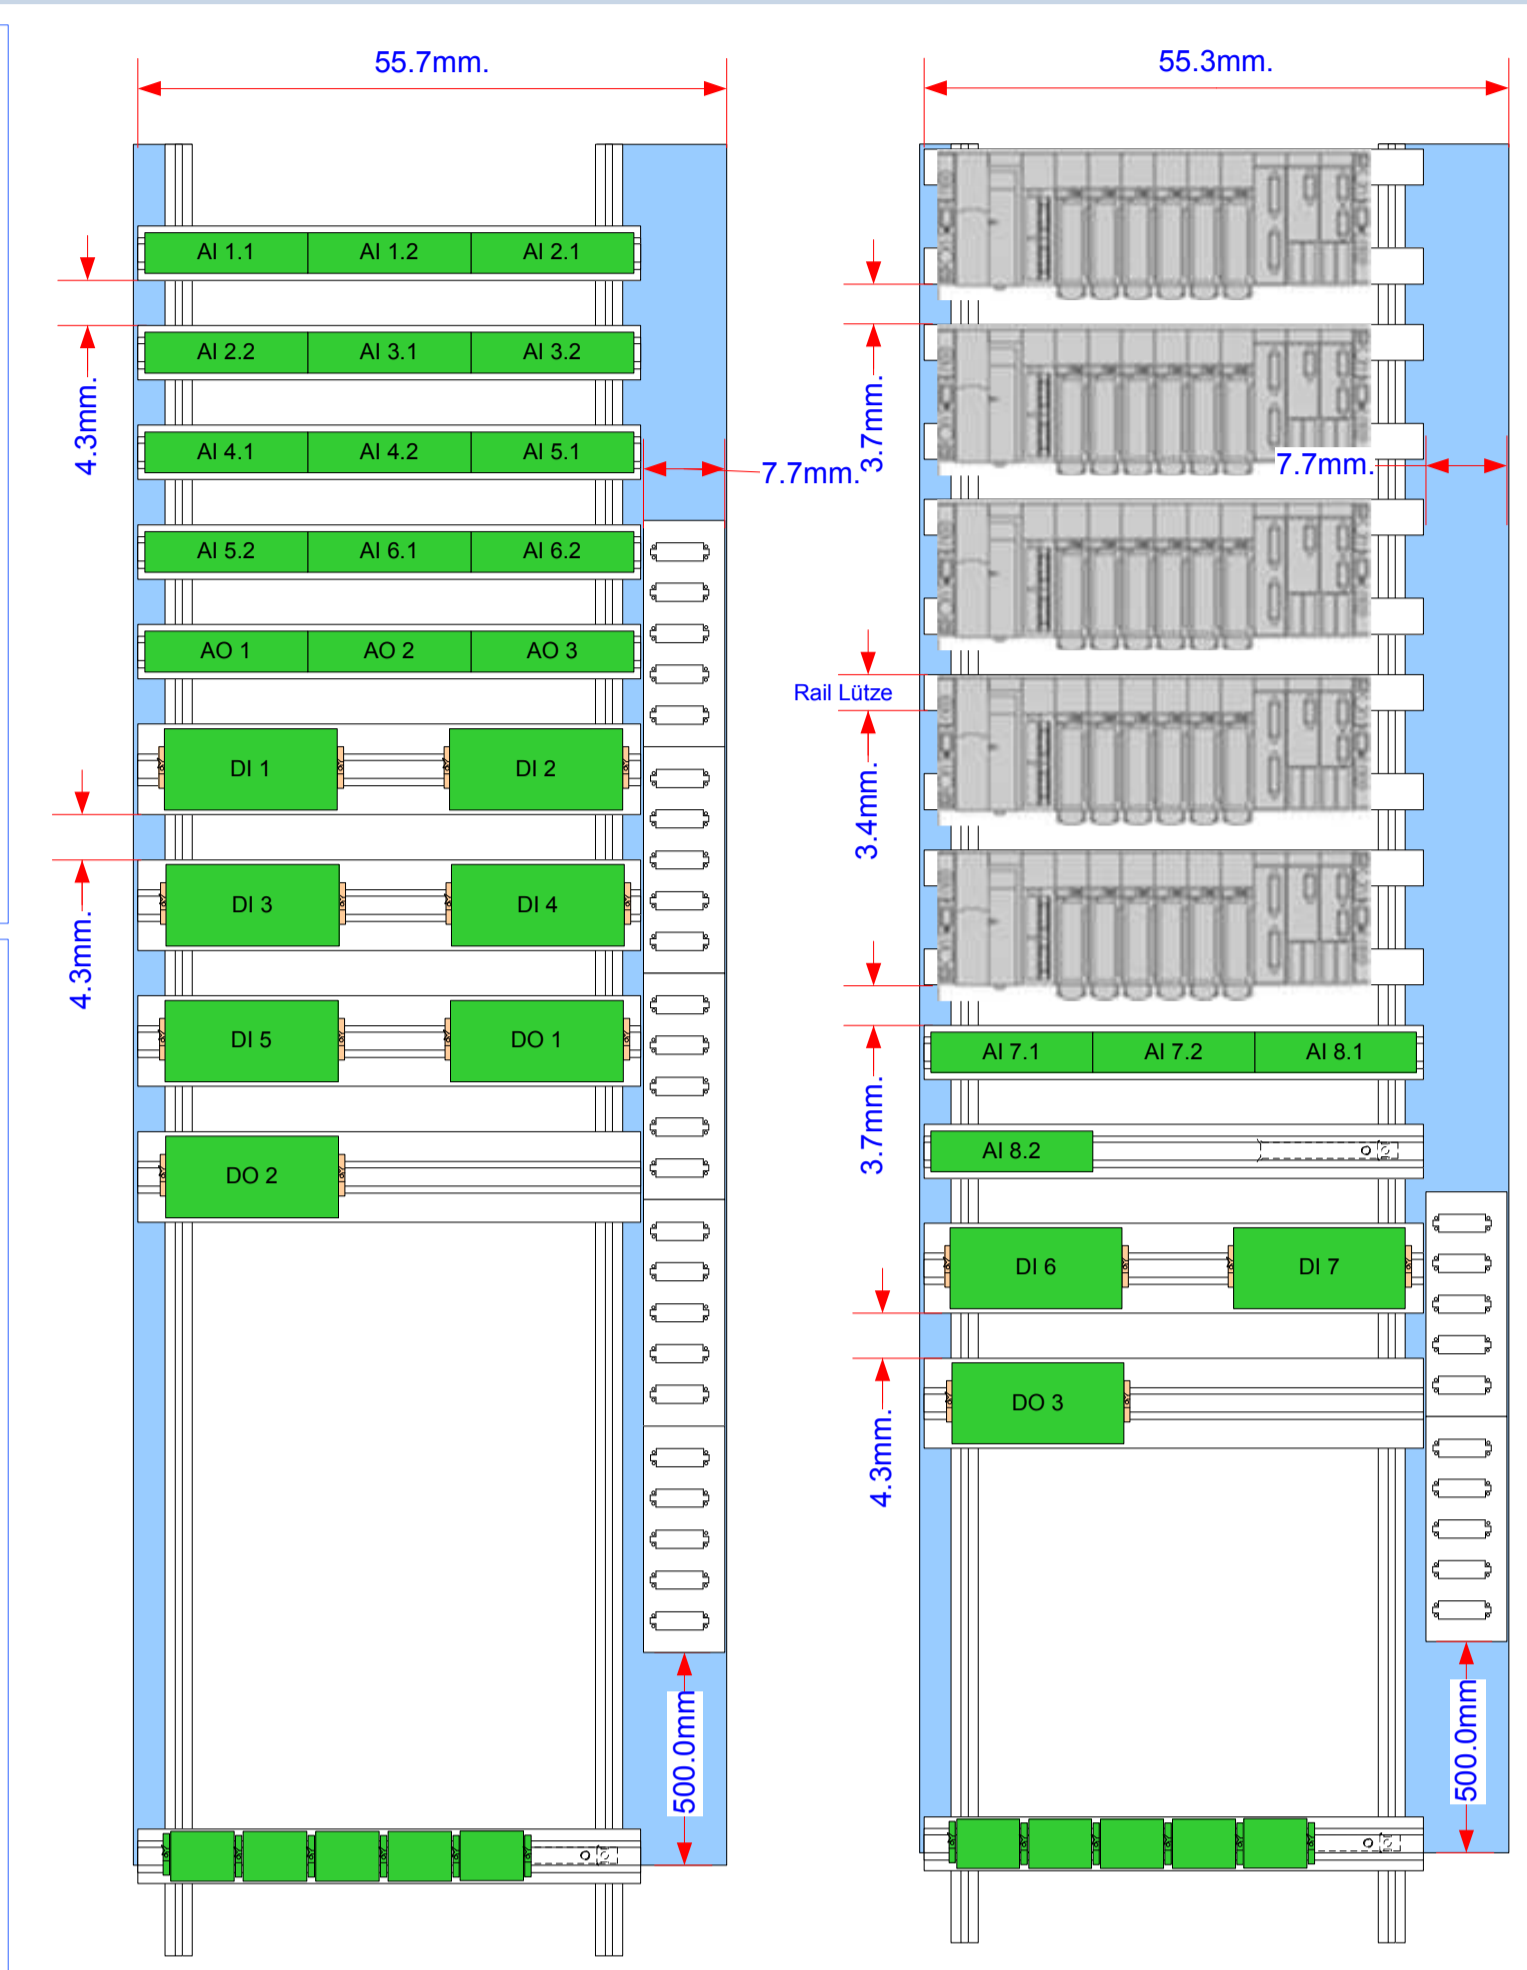 55.7mm.
AI 1.1 AI 1.2 AI 2.1
AI 2.2 AI 3.1 AI 3.2
4.3mm.
AI 4.1 AI 4.2 AI 5.1
7.7mm.
AI 5.2 AI 6.1 AI 6.2
AO 1 AO 2 AO 3
DI 1 DI 2
DI 3 DI 4
4.3mm.
DI 5 DO 1
DO 2
500.0mm
55.3mm.
3.7mm.
7.7mm.
Rail Lütze
3.4mm.
AI 7.1 AI 7.2 AI 8.1
3.7mm.
AI 8.2
DI 6 DI 7
DO 3
4.3mm.
500.0mm